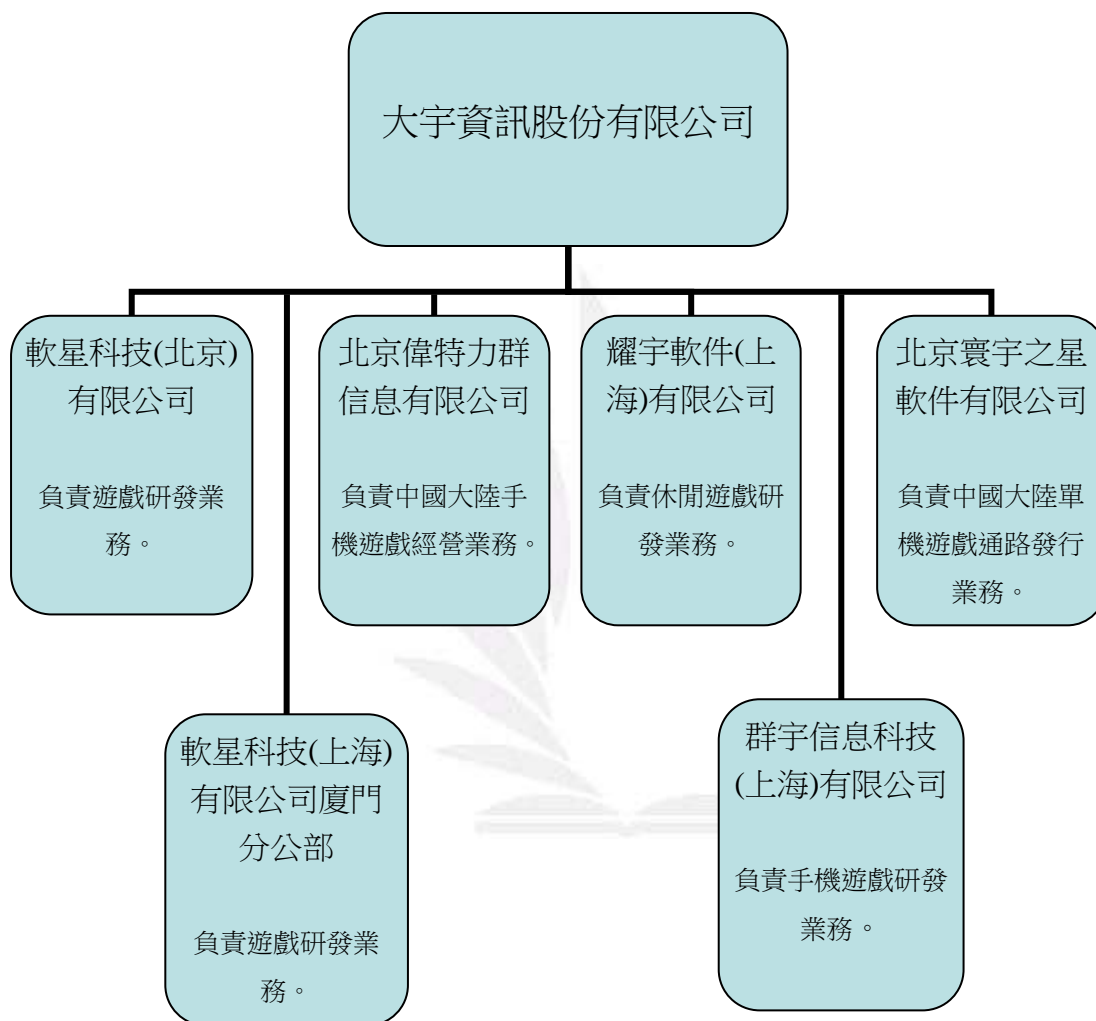 大宇資訊股份有限公司
軟星科技(北京)
有限公司
負責遊戲研發業
務。
北京偉特力群
信息有限公司
負責中國大陸手
機遊戲經營業務。
耀宇軟件(上
海)有限公司
負責休閒遊戲研
發業務。
北京寰宇之星
軟件有限公司
負責中國大陸單
機遊戲通路發行
業務。
軟星科技(上海)
有限公司廈門
分公部
負責遊戲研發業
務。
群宇信息科技
(上海)有限公司
負責手機遊戲研發
業務。